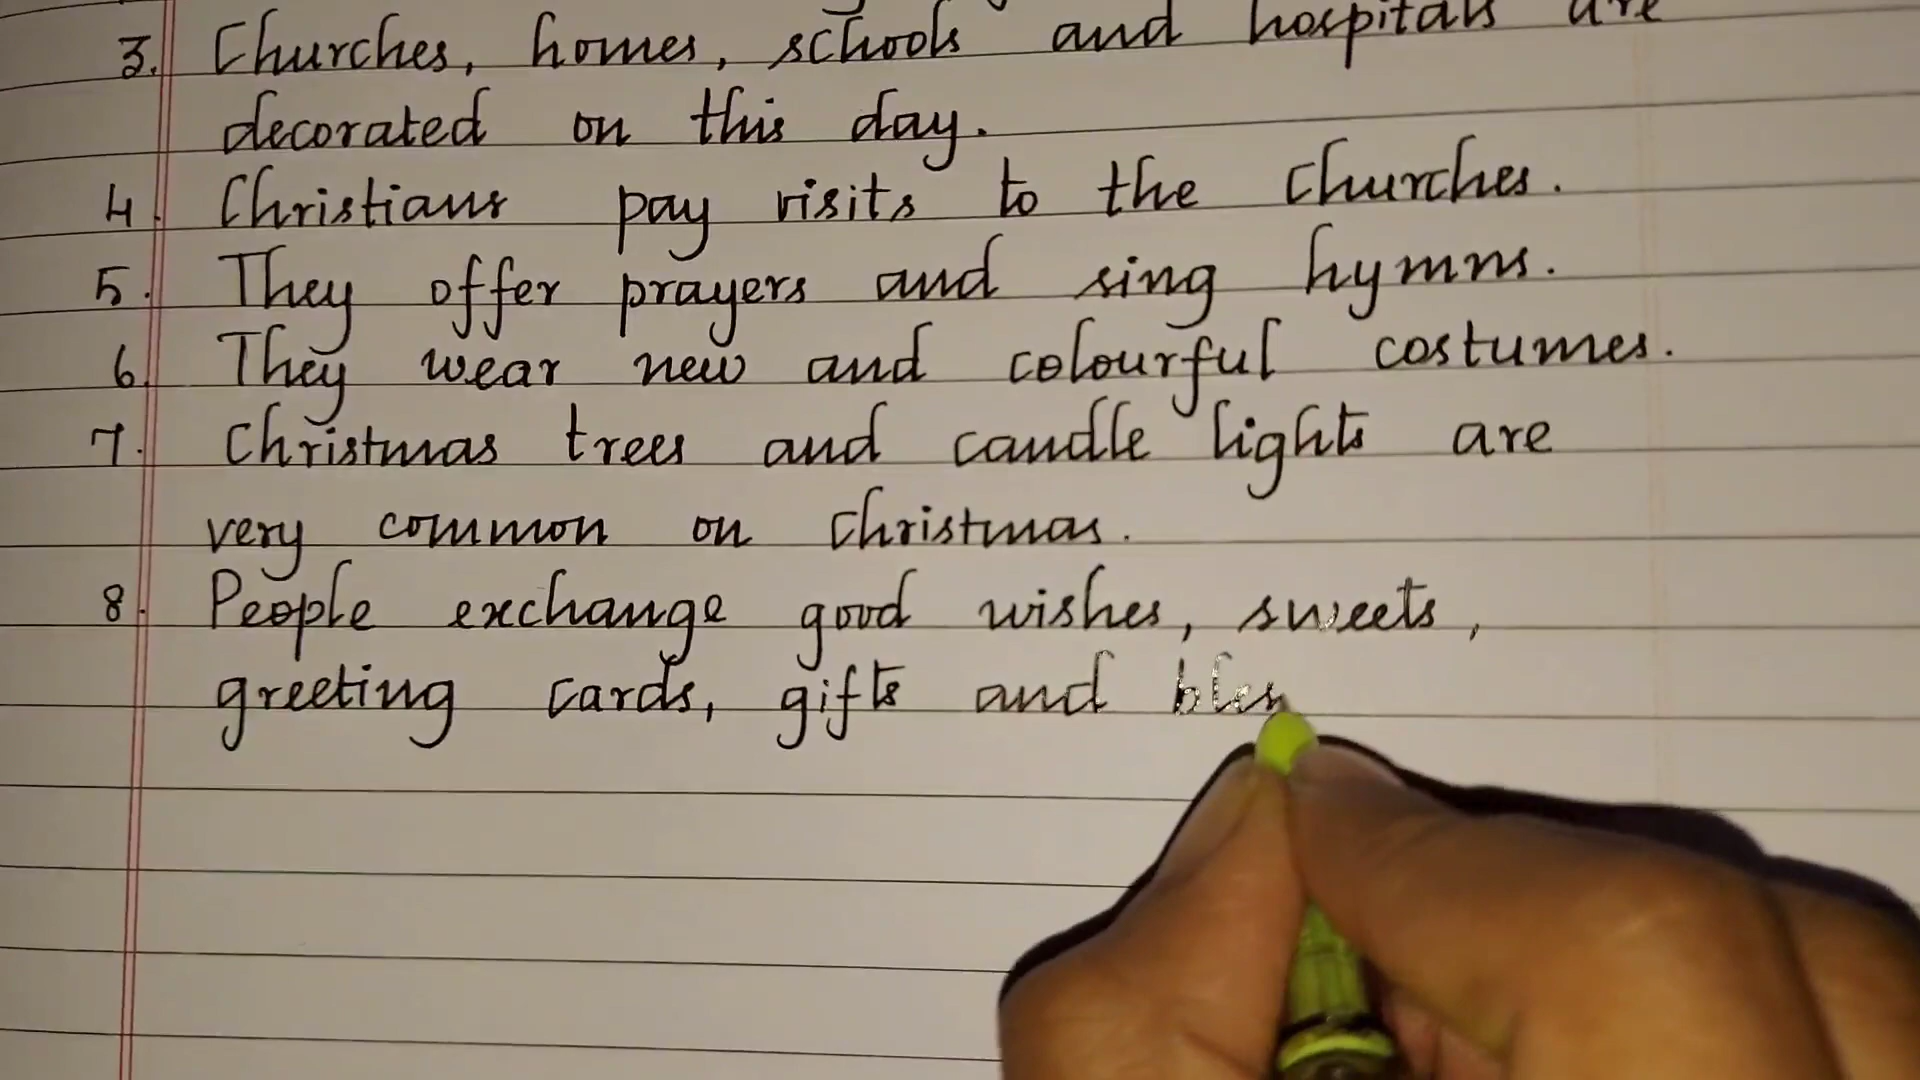 3. Churches, homes, schools and hospitals are
decorated on this day.
4. Christians pay visits to the churches.
5. They offer prayers and sing hymns.
6. They wear new and colourful costumes.
7. Christmas trees and candle lights are
very common on christmas.
8. People exchange good wishes, sweets,
greeting cards, gifts and